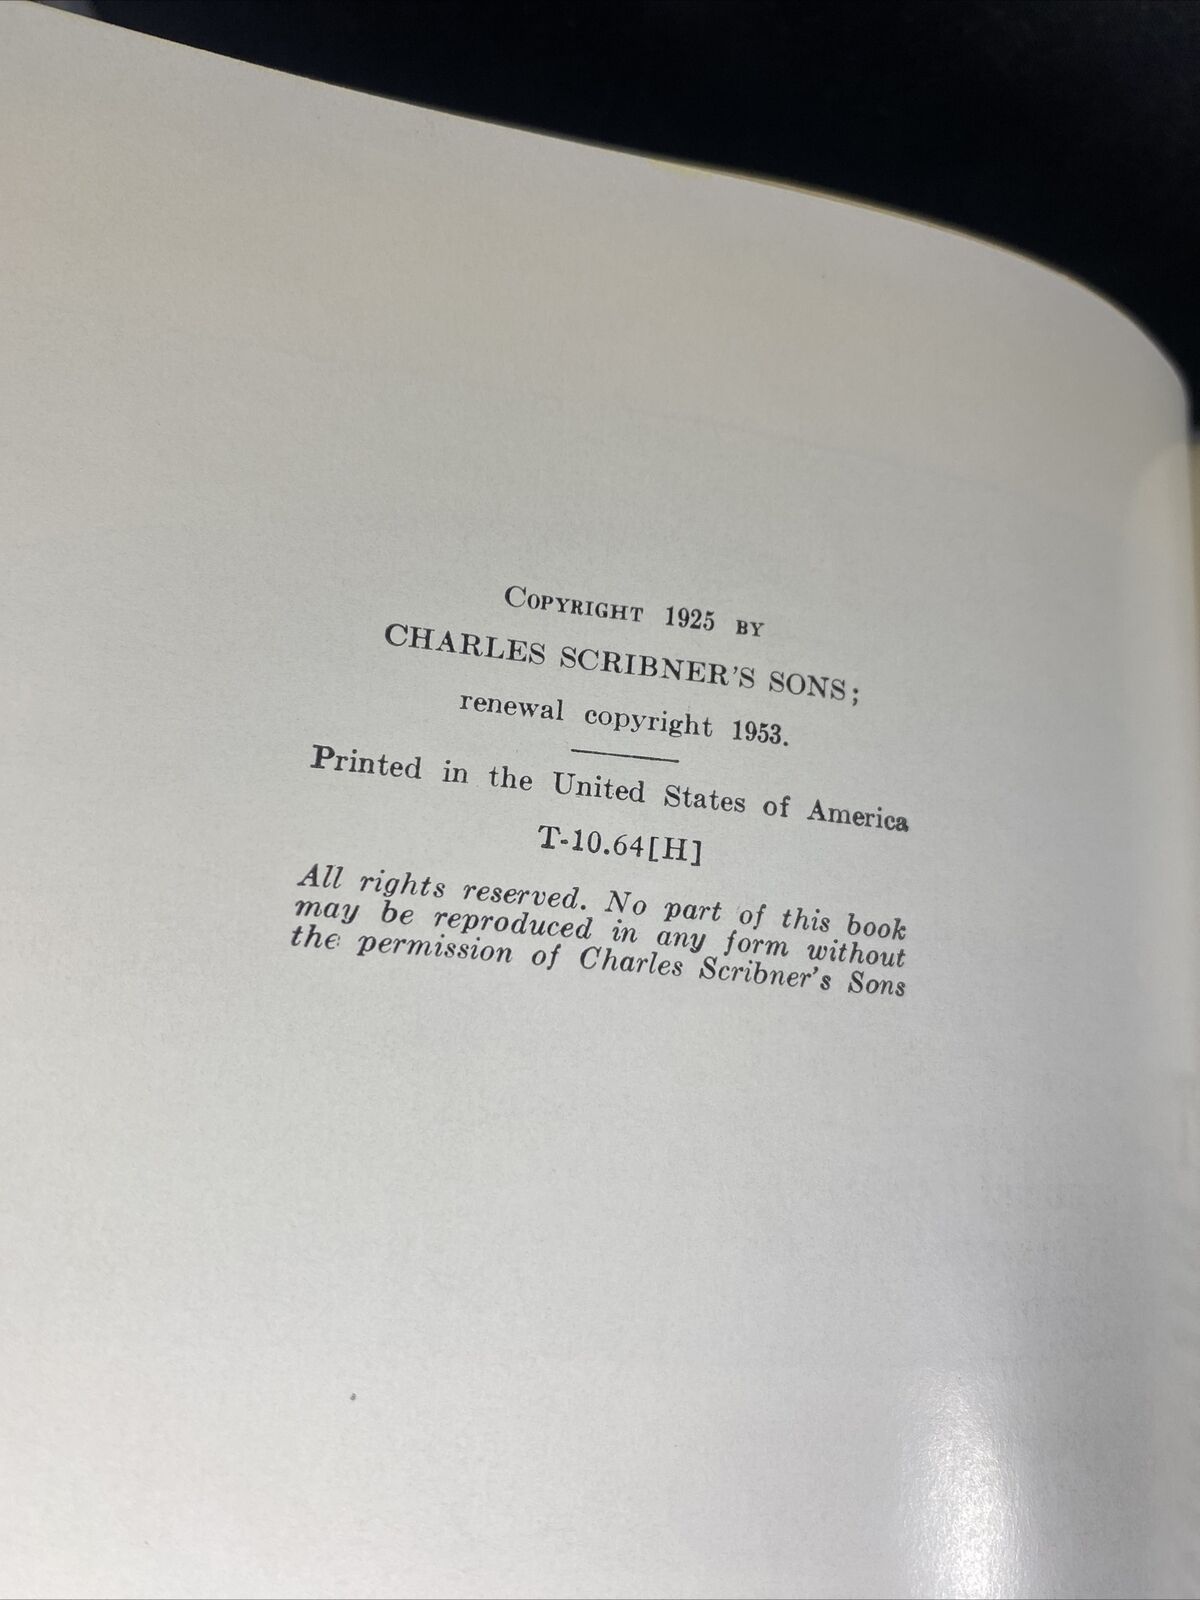 COPYRIGHT 1925 BY
CHARLES SCRIBNER'S SONS;
renewal copyright 1953.
Printed in the United States of America
T-10.64[H]
All rights reserved. No part of this book
may be reproduced in any form without
the permission of Charles Scribner's Sons